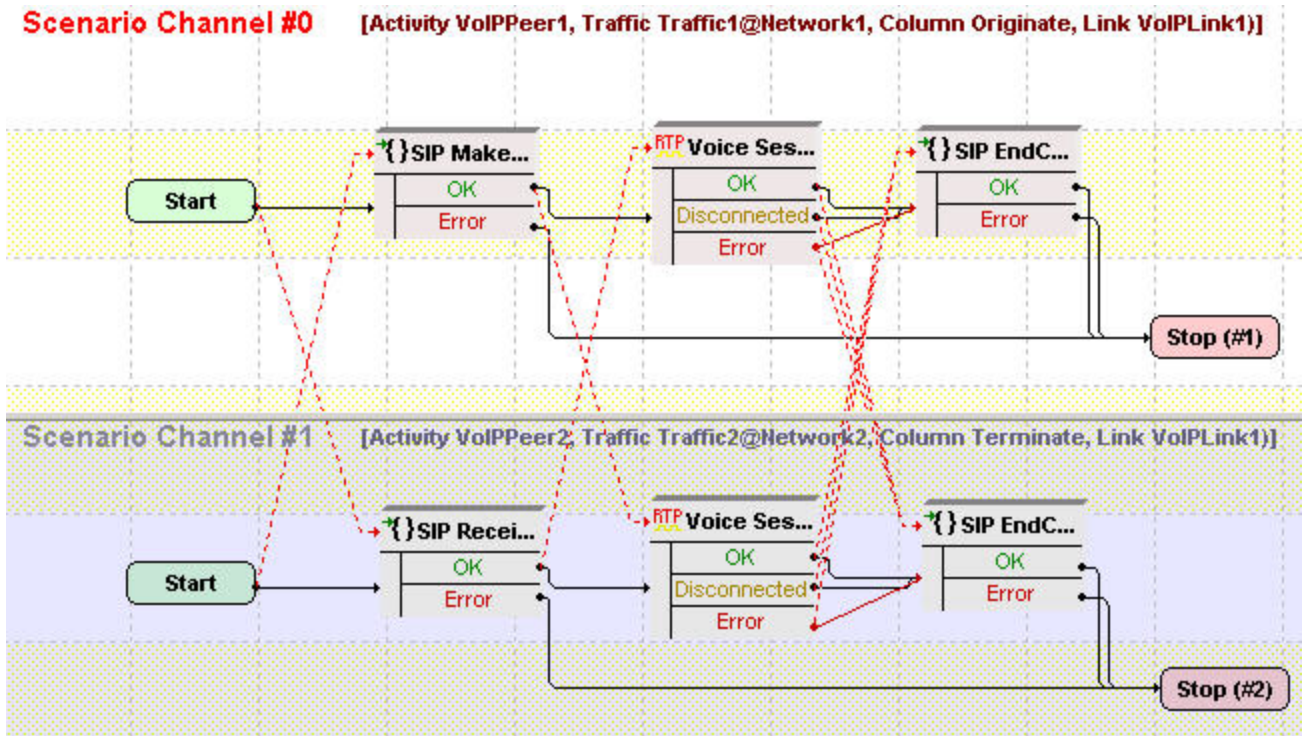 Scenario Channel #0 [Activity VoIPPeer1, Traffic Traffic1@Network1, Column Originate, Link VoIPLink1)]
{}SIP Make... RTP Voice Ses... {}SIP EndC...
Start OK OK OK
Error Disconnected Error
Error
Stop (#1)
Scenario Channel #1 [Activity VoIPPeer2, Traffic Traffic2@Network2, Column Terminate, Link VoIPLink1)]
{}SIP Recei... RTP Voice Ses... {}SIP EndC...
Start OK OK OK
Error Disconnected Error
Error
Stop (#2)